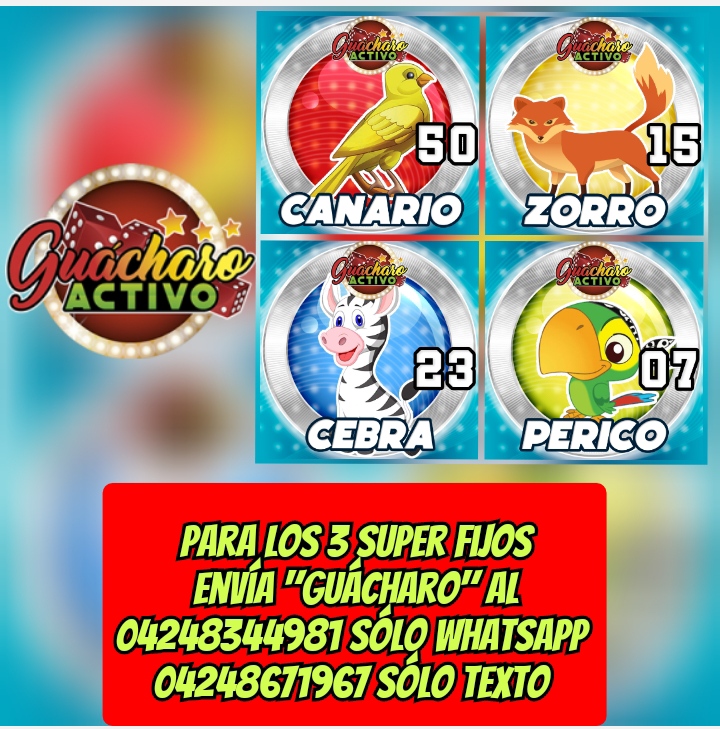 Guácharo
ACTIVO
Guácharo
ACTIVO
50
CANARIO
Guácharo
ACTIVO
15
ZORRO
Guácharo
ACTIVO
23
CEBRA
Guácharo
ACTIVO
07
PERICO
PARA LOS 3 SUPER FIJOS
ENVÍA "GUÁCHARO" AL
04248344981 SÓLO WHATSAPP
04248671967 SÓLO TEXTO